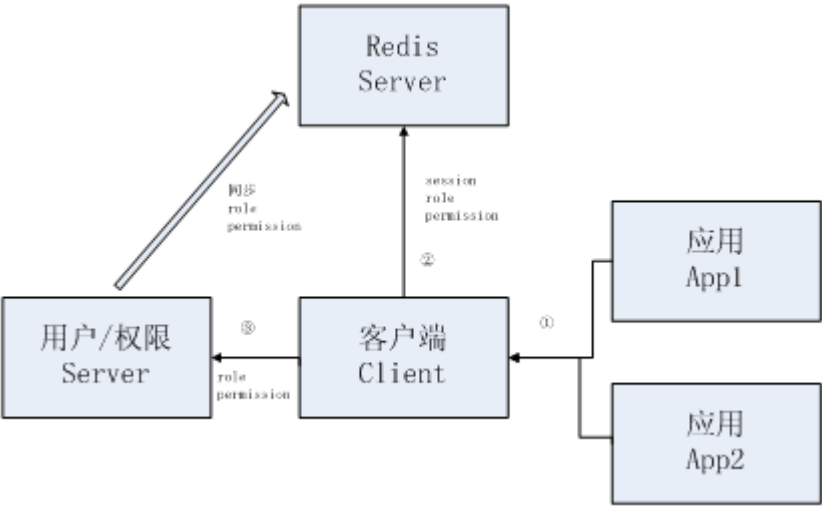 Redis
Server
同步
role
permission
session
role
permission
②
应用
App1
用户/权限
Server
③
role
permission
客户端
Client
①
应用
App2